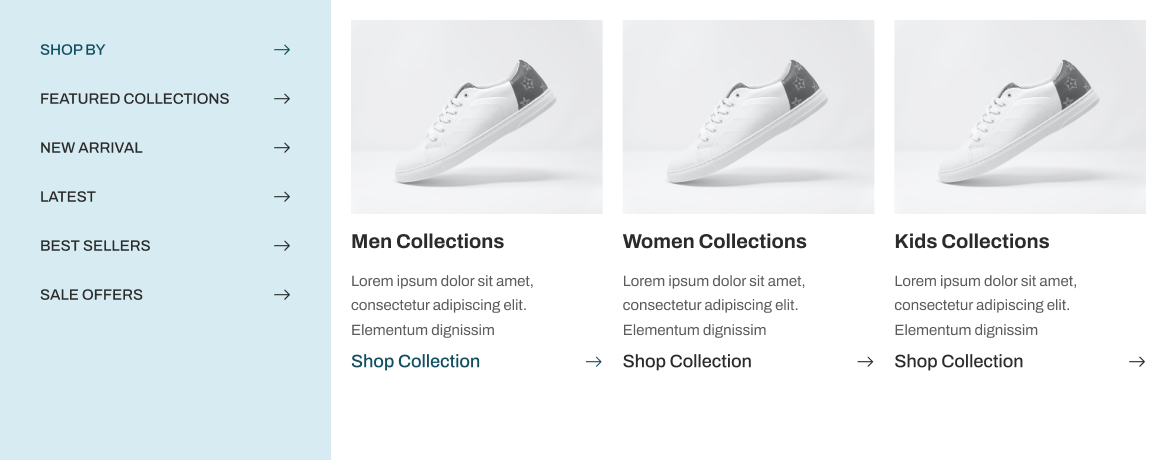 SHOP BY
FEATURED COLLECTIONS
NEW ARRIVAL
LATEST
BEST SELLERS
SALE OFFERS
Men Collections
Lorem ipsum dolor sit amet,
consectetur adipiscing elit.
Elementum dignissim
Shop Collection
Women Collections
Lorem ipsum dolor sit amet,
consectetur adipiscing elit.
Elementum dignissim
Shop Collection
Kids Collections
Lorem ipsum dolor sit amet,
consectetur adipiscing elit.
Elementum dignissim
Shop Collection